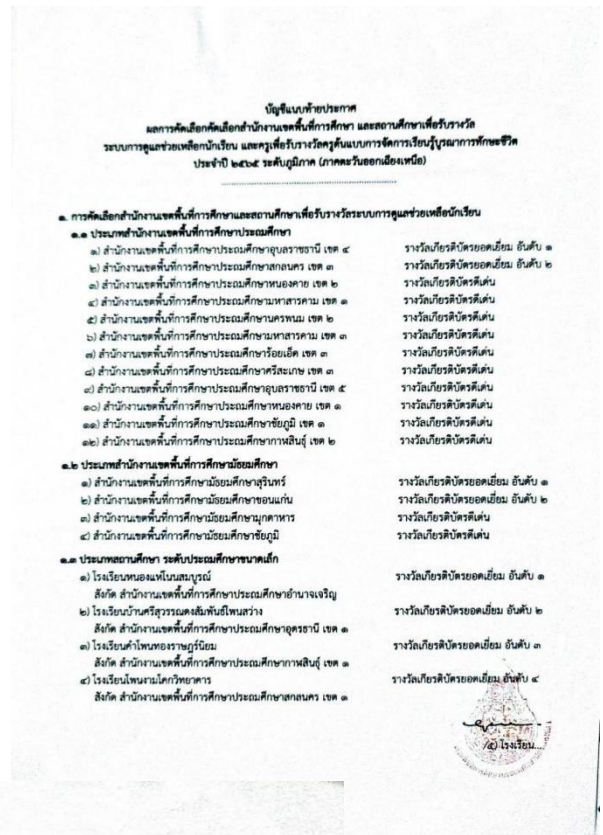 บัญชีแนบท้ายประกาศ
ผลการคัดเลือกคัดเลือกสำนักงานเขตพื้นที่การศึกษา และสถานศึกษาเพื่อรับรางวัล
ระบบการดูแลช่วยเหลือนักเรียน และครูเพื่อรับรางวัลครูต้นแบบการจัดการเรียนรู้บูรณาการทักษะชีวิต
ประจำปี ๒๕๖๕ ระดับภูมิภาค (ภาคตะวันออกเฉียงเหนือ)
๑. การคัดเลือกสำนักงานเขตพื้นที่การศึกษาและสถานศึกษาเพื่อรับรางวัลระบบการดูแลช่วยเหลือนักเรียน
๑.๑ ประเภทสำนักงานเขตพื้นที่การศึกษาประถมศึกษา
๑) สำนักงานเขตพื้นที่การศึกษาประถมศึกษาอุบลราชธานี เขต ๔ รางวัลเกียรติบัตรยอดเยี่ยม อันดับ ๑
๒) สำนักงานเขตพื้นที่การศึกษาประถมศึกษาสกลนคร เขต ๓ รางวัลเกียรติบัตรยอดเยี่ยม อันดับ ๒
๓) สำนักงานเขตพื้นที่การศึกษาประถมศึกษาหนองคาย เขต ๒ รางวัลเกียรติบัตรดีเด่น
๔) สำนักงานเขตพื้นที่การศึกษาประถมศึกษามหาสารคาม เขต ๑ รางวัลเกียรติบัตรดีเด่น
๕) สำนักงานเขตพื้นที่การศึกษาประถมศึกษานครพนม เขต ๒ รางวัลเกียรติบัตรดีเด่น
๖) สำนักงานเขตพื้นที่การศึกษาประถมศึกษามหาสารคาม เขต ๓ รางวัลเกียรติบัตรดีเด่น
๗) สำนักงานเขตพื้นที่การศึกษาประถมศึกษาร้อยเอ็ด เขต ๓ รางวัลเกียรติบัตรดีเด่น
๘) สำนักงานเขตพื้นที่การศึกษาประถมศึกษาศรีสะเกษ เขต ๓ รางวัลเกียรติบัตรดีเด่น
๙) สำนักงานเขตพื้นที่การศึกษาประถมศึกษาอุบลราชธานี เขต ๕ รางวัลเกียรติบัตรดีเด่น
๑๐) สำนักงานเขตพื้นที่การศึกษาประถมศึกษาหนองคาย เขต ๑ รางวัลเกียรติบัตรดีเด่น
๑๑) สำนักงานเขตพื้นที่การศึกษาประถมศึกษาชัยภูมิ เขต ๑ รางวัลเกียรติบัตรดีเด่น
๑๒) สำนักงานเขตพื้นที่การศึกษาประถมศึกษากาฬสินธุ์ เขต ๒ รางวัลเกียรติบัตรดีเด่น
๑.๒ ประเภทสำนักงานเขตพื้นที่การศึกษามัธยมศึกษา
๑) สำนักงานเขตพื้นที่การศึกษามัธยมศึกษาสุรินทร์ รางวัลเกียรติบัตรยอดเยี่ยม อันดับ ๑
๒) สำนักงานเขตพื้นที่การศึกษามัธยมศึกษาขอนแก่น รางวัลเกียรติบัตรยอดเยี่ยม อันดับ ๒
๓) สำนักงานเขตพื้นที่การศึกษามัธยมศึกษามุกดาหาร รางวัลเกียรติบัตรดีเด่น
๔) สำนักงานเขตพื้นที่การศึกษามัธยมศึกษาชัยภูมิ รางวัลเกียรติบัตรดีเด่น
๑.๓ ประเภทสถานศึกษา ระดับประถมศึกษาขนาดเล็ก
๑) โรงเรียนหนองแห่โนนสมบูรณ์ รางวัลเกียรติบัตรยอดเยี่ยม อันดับ ๑
สังกัด สำนักงานเขตพื้นที่การศึกษาประถมศึกษาอำนาจเจริญ
๒) โรงเรียนบ้านศรีสุวรรณดงสัมพันธ์โพนสว่าง รางวัลเกียรติบัตรยอดเยี่ยม อันดับ ๒
สังกัด สำนักงานเขตพื้นที่การศึกษาประถมศึกษาอุดรธานี เขต ๑
๓) โรงเรียนคำโพนทองราษฎร์นิยม รางวัลเกียรติบัตรยอดเยี่ยม อันดับ ๓
สังกัด สำนักงานเขตพื้นที่การศึกษาประถมศึกษากาฬสินธุ์ เขต ๑
๔) โรงเรียนโพนงามโคกวิทยาคาร รางวัลเกียรติบัตรยอดเยี่ยม อันดับ ๔
สังกัด สำนักงานเขตพื้นที่การศึกษาประถมศึกษาสกลนคร เขต ๑
/๕) โรงเรียน...